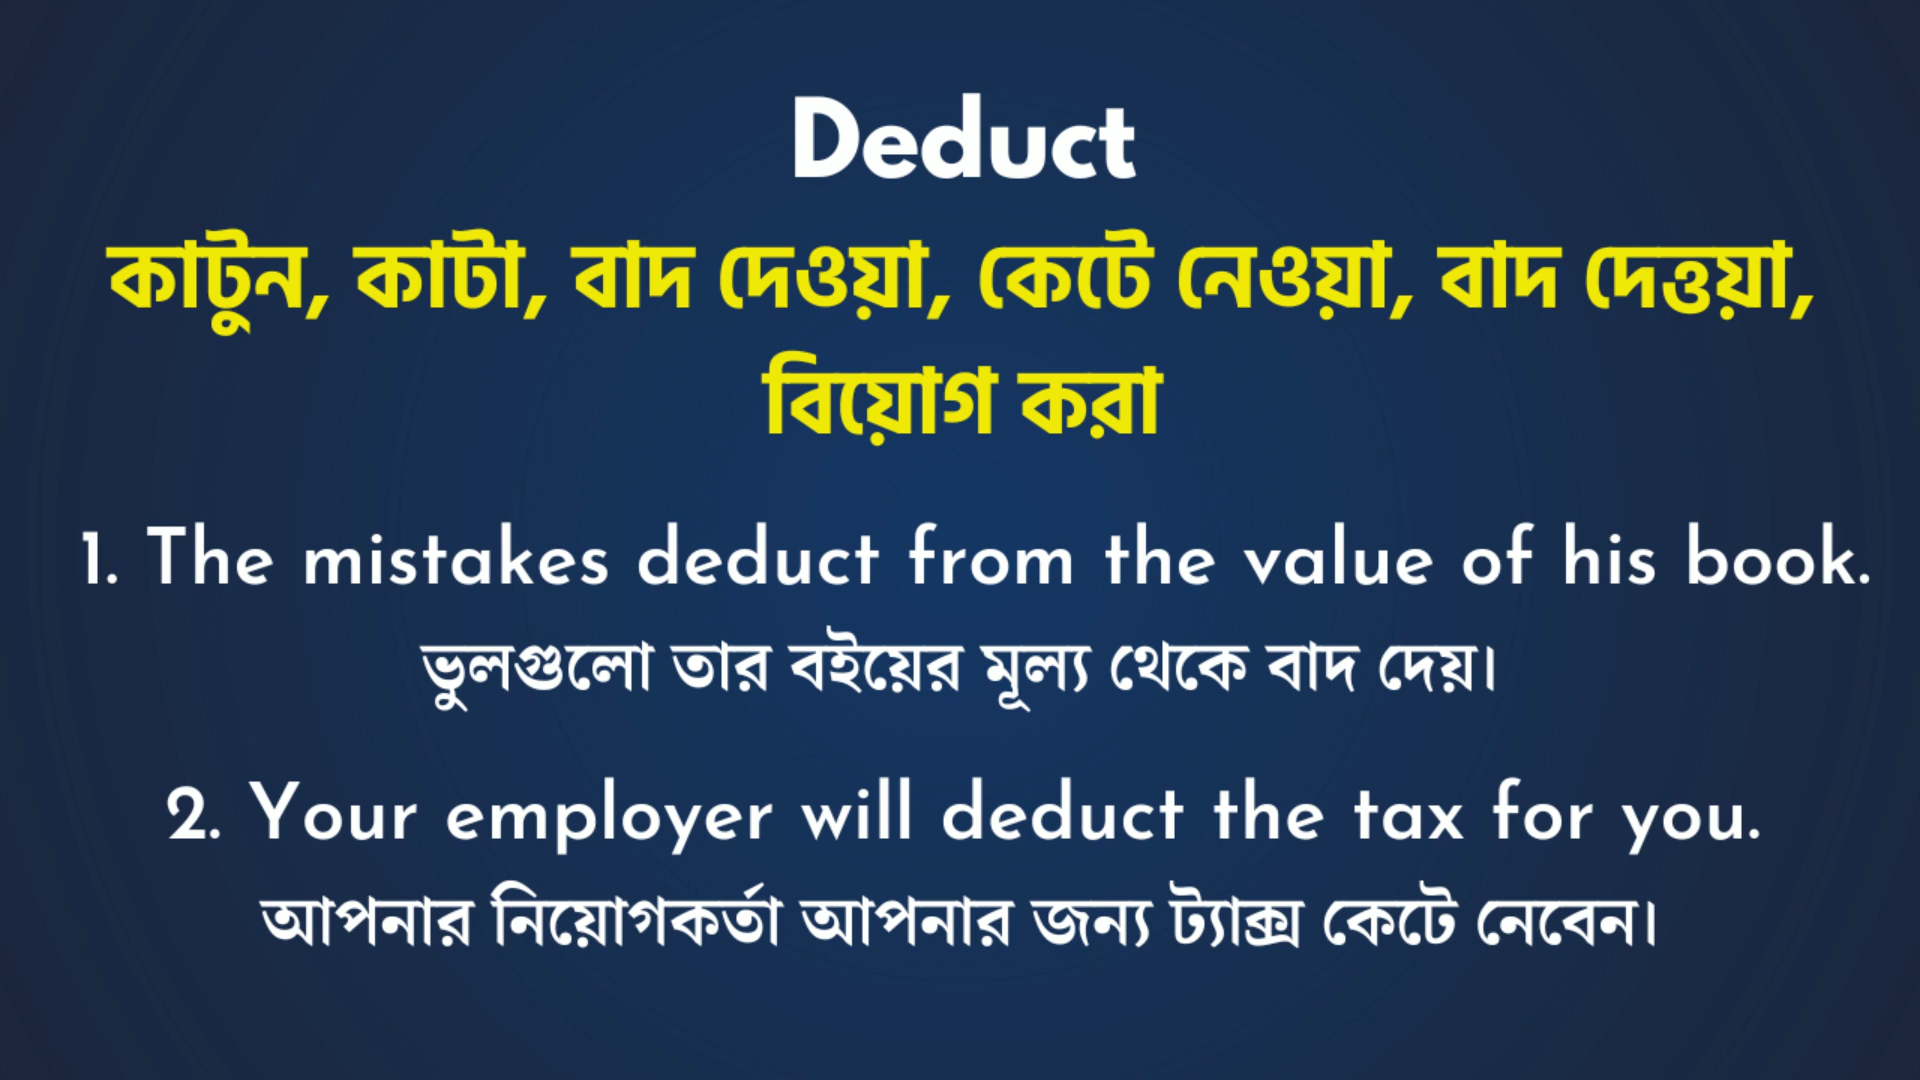 Deduct
কাটুন, কাটা, বাদ দেওয়া, কেটে নেওয়া, বাদ দেত্তয়া,
বিয়োগ করা
1. The mistakes deduct from the value of his book.
ভুলগুলো তার বইয়ের মূল্য থেকে বাদ দেয়।
2. Your employer will deduct the tax for you.
আপনার নিয়োগকর্তা আপনার জন্য ট্যাক্স কেটে নেবেন।